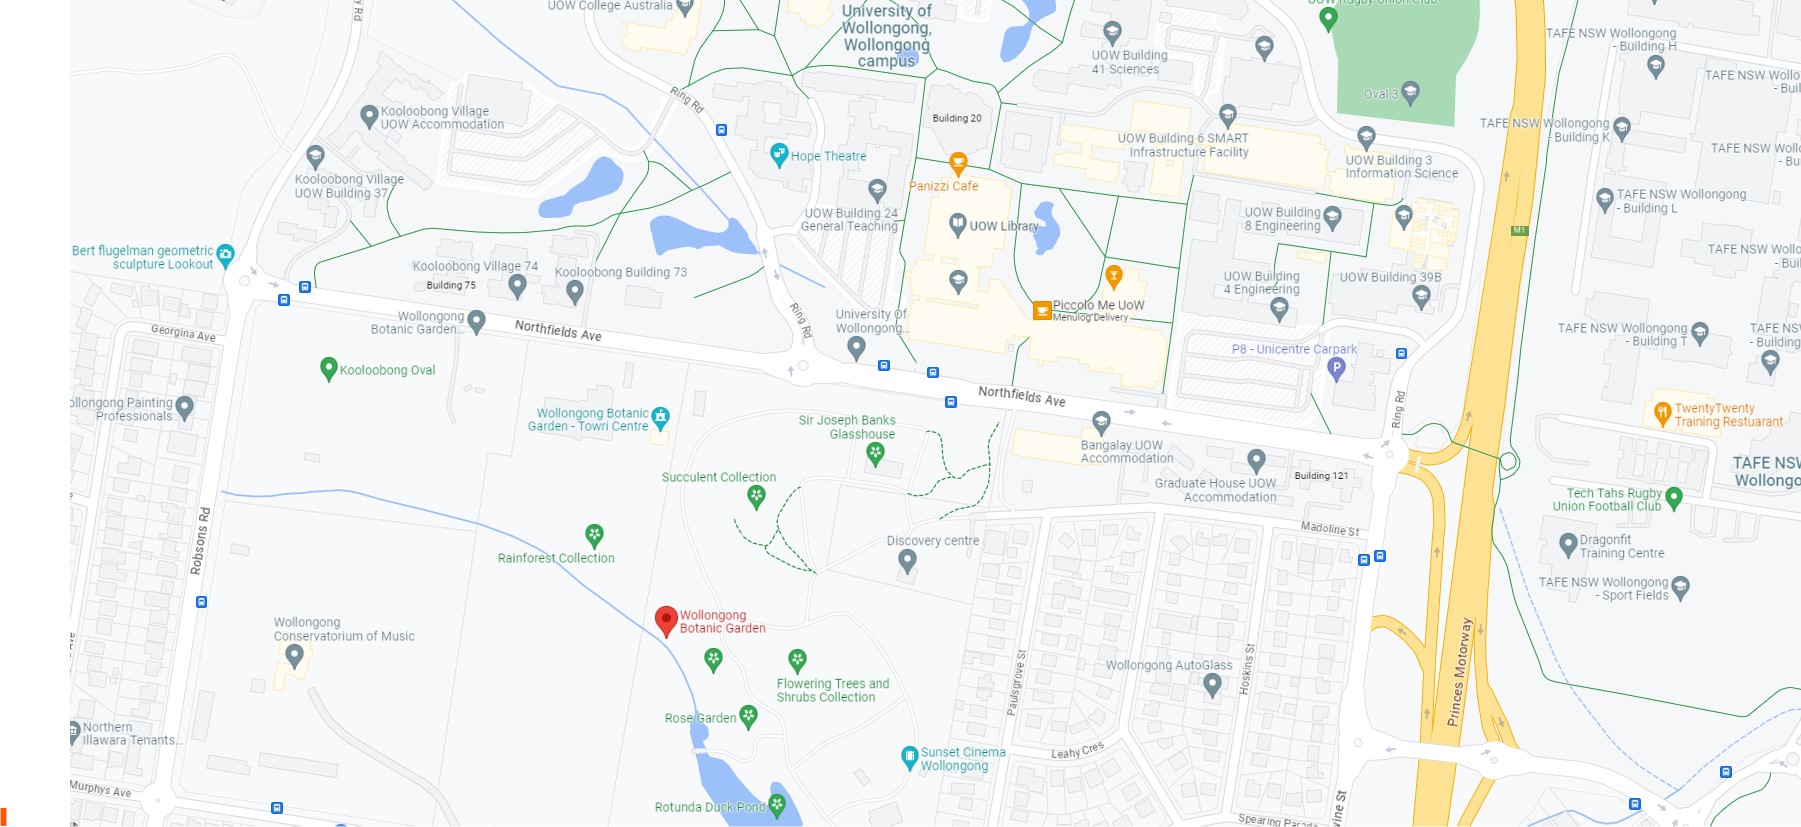 UOW College Australia
University of
Wollongong,
Wollongong
campus
UOW Rugby Union Club
UOW Building
41 Sciences
TAFE NSW Wollongong
- Building H
TAFE NSW
Oval 3
Ring Rd
Kooloobong Village
UOW Accommodation
Building 20
UOW Building 6 SMART
Infrastructure Facility
TAFE NSW Wollongong
- Building K
TAFE NSW
Hope Theatre
UOW Building 3
Information Science
Kooloobong Village
UOW Building 37
Panizzi Cafe
TAFE NSW Wollongong
- Building L
UOW Building 24
General Teaching
UOW Library
UOW Building
8 Engineering
M1
Bert flugelman geometric
sculpture Lookout
TAFE NSW
Kooloobong Village 74
Building 75
Kooloobong Building 73
UOW Building
4 Engineering
UOW Building 39B
Piccolo Me UoW
Menulog Delivery
Wollongong
Botanic Garden...
Northfields Ave
Ring Rd
University Of
Wollongong...
Georgina Ave
TAFE NSW Wollongong
- Building T
TAFE NSW
- Building
P8 - Unicentre Carpark
P
Kooloobong Oval
Northfields Ave
Ring Rd
Painting
Professionals
Wollongong Botanic
Garden - Towri Centre
Sir Joseph Banks
Glasshouse
TwentyTwenty
Training Restuarant
Bangalay UOW
Accommodation
Succulent Collection
Graduate House UOW
Accommodation
Building 121
TAFE NSW
Tech Tahs Rugby
Union Football Club
Robsons Rd
Madoline St
Rainforest Collection
Discovery centre
Dragonfit
Training Centre
TAFE NSW Wollongong
- Sport Fields
Wollongong
Conservatorium of Music
Wollongong
Botanic Garden
Paulsgrove St
Hoskins St
Wollongong AutoGlass
Princes Motorway
Flowering Trees and
Shrubs Collection
Rose Garden
Northern
Illawara Tenants...
Leahy Cres
Sunset Cinema
Wollongong
Murphys Ave
Rotunda Duck Pond
Spearing Parade